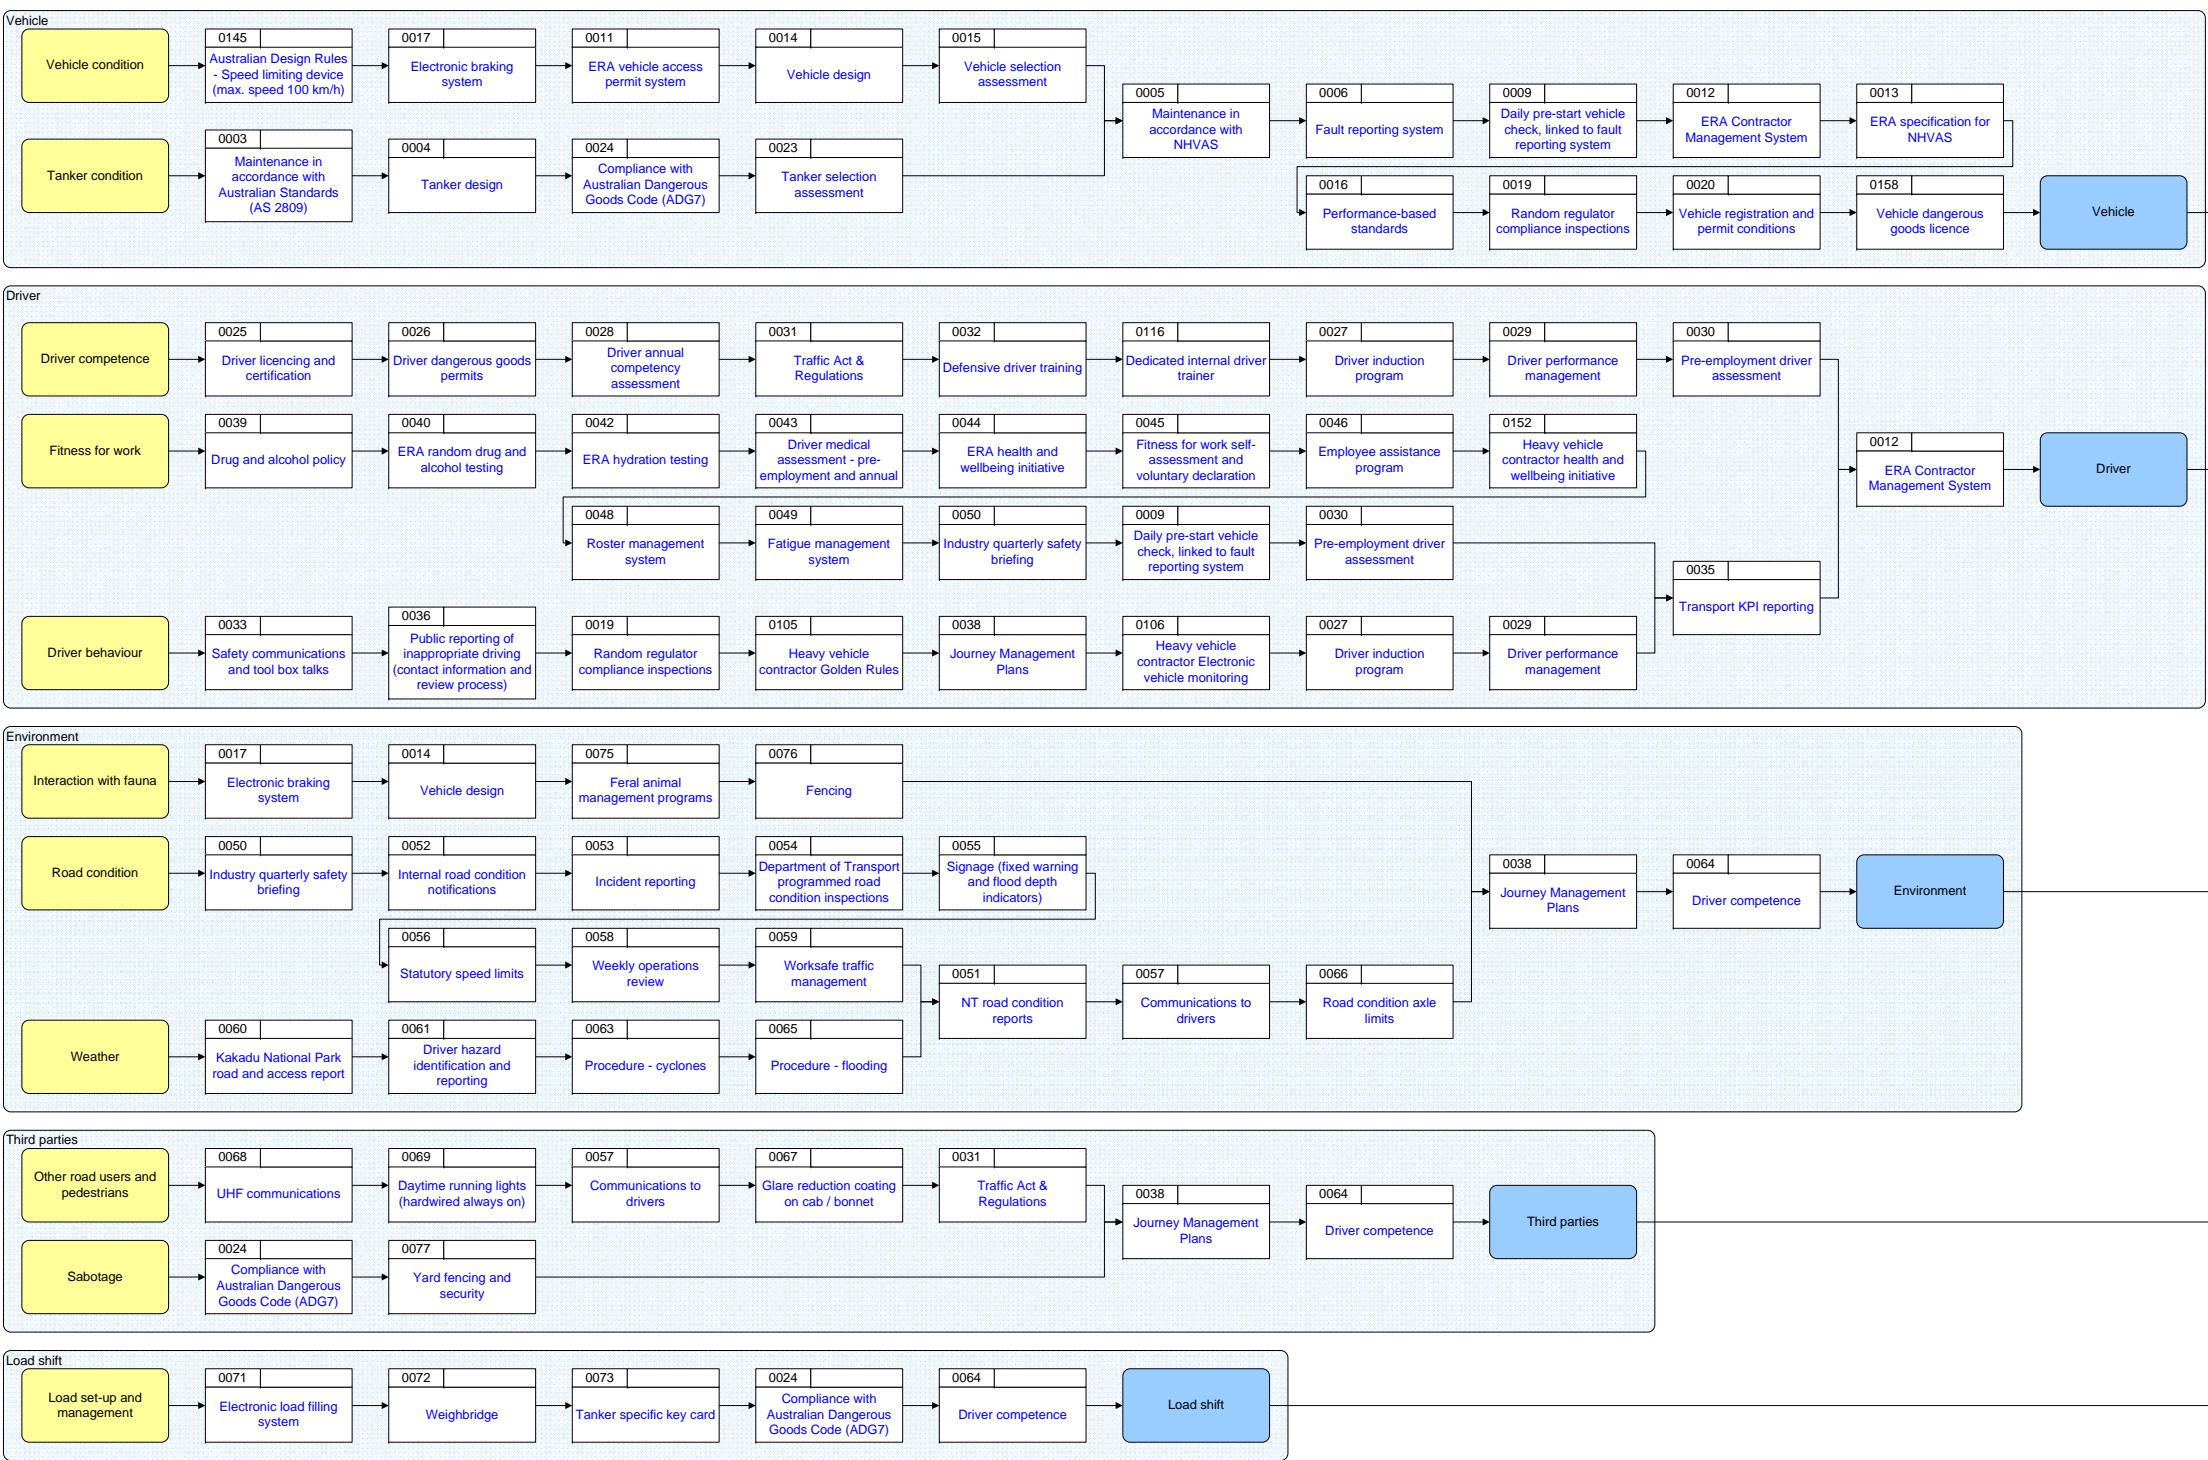 Vehicle
Vehicle condition
0145
Australian Design Rules
- Speed limiting device
(max. speed 100 km/h)
0017
Electronic braking
system
0011
ERA vehicle access
permit system
0014
Vehicle design
0015
Vehicle selection
assessment
Tanker condition
0003
Maintenance in
accordance with
Australian Standards
(AS 2809)
0004
Tanker design
0024
Compliance with
Australian Dangerous
Goods Code (ADG7)
0023
Tanker selection
assessment
0005
Maintenance in
accordance with
NHVAS
0006
Fault reporting system
0009
Daily pre-start vehicle
check, linked to fault
reporting system
0012
ERA Contractor
Management System
0013
ERA specification for
NHVAS
0016
Performance-based
standards
0019
Random regulator
compliance inspections
0020
Vehicle registration and
permit conditions
0158
Vehicle dangerous
goods licence
Vehicle
Driver
Driver competence
0025
Driver licencing and
certification
0026
Driver dangerous goods
permits
0028
Driver annual
competency
assessment
0031
Traffic Act &
Regulations
0032
Defensive driver training
0116
Dedicated internal driver
trainer
0027
Driver induction
program
0029
Driver performance
management
0030
Pre-employment driver
assessment
Fitness for work
0039
Drug and alcohol policy
0040
ERA random drug and
alcohol testing
0042
ERA hydration testing
0043
Driver medical
assessment - pre-
employment and annual
0044
ERA health and
wellbeing initiative
0045
Fitness for work self-
assessment and
voluntary declaration
0046
Employee assistance
program
0152
Heavy vehicle
contractor health and
wellbeing initiative
0048
Roster management
system
0049
Fatigue management
system
0050
Industry quarterly safety
briefing
0009
Daily pre-start vehicle
check, linked to fault
reporting system
0030
Pre-employment driver
assessment
Driver behaviour
0033
Safety communications
and tool box talks
0036
Public reporting of
inappropriate driving
(contact information and
review process)
0019
Random regulator
compliance inspections
0105
Heavy vehicle
contractor Golden Rules
0038
Journey Management
Plans
0106
Heavy vehicle
contractor Electronic
vehicle monitoring
0027
Driver induction
program
0029
Driver performance
management
0035
Transport KPI reporting
0012
ERA Contractor
Management System
Driver
Environment
Interaction with fauna
0017
Electronic braking
system
0014
Vehicle design
0075
Feral animal
management programs
0076
Fencing
Road condition
0050
Industry quarterly safety
briefing
0052
Internal road condition
notifications
0053
Incident reporting
0054
Department of Transport
programmed road
condition inspections
0055
Signage (fixed warning
and flood depth
indicators)
0056
Statutory speed limits
0058
Weekly operations
review
0059
Worksafe traffic
management
Weather
0060
Kakadu National Park
road and access report
0061
Driver hazard
identification and
reporting
0063
Procedure - cyclones
0065
Procedure - flooding
0051
NT road condition
reports
0057
Communications to
drivers
0066
Road condition axle
limits
0038
Journey Management
Plans
0064
Driver competence
Environment
Third parties
Other road users and
pedestrians
0068
UHF communications
0069
Daytime running lights
(hardwired always on)
0057
Communications to
drivers
0067
Glare reduction coating
on cab / bonnet
0031
Traffic Act &
Regulations
Sabotage
0024
Compliance with
Australian Dangerous
Goods Code (ADG7)
0077
Yard fencing and
security
0038
Journey Management
Plans
0064
Driver competence
Third parties
Load shift
Load set-up and
management
0071
Electronic load filling
system
0072
Weighbridge
0073
Tanker specific key card
0024
Compliance with
Australian Dangerous
Goods Code (ADG7)
0064
Driver competence
Load shift